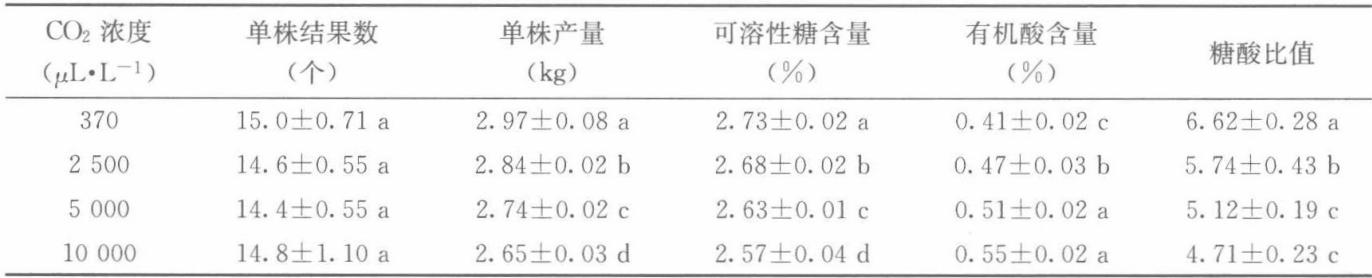 CO₂ 浓度 单株结果数 单株产量 可溶性糖含量 有机酸含量 糖酸比值
(μL•L⁻¹) (个) (kg) (%) (%)
370 15.0±0.71 a 2.97±0.08 a 2.73±0.02 a 0.41±0.02 c 6.62±0.28 a
2 500 14.6±0.55 a 2.84±0.02 b 2.68±0.02 b 0.47±0.03 b 5.74±0.43 b
5 000 14.4±0.55 a 2.74±0.02 c 2.63±0.01 c 0.51±0.02 a 5.12±0.19 c
10 000 14.8±1.10 a 2.65±0.03 d 2.57±0.04 d 0.55±0.02 a 4.71±0.23 c